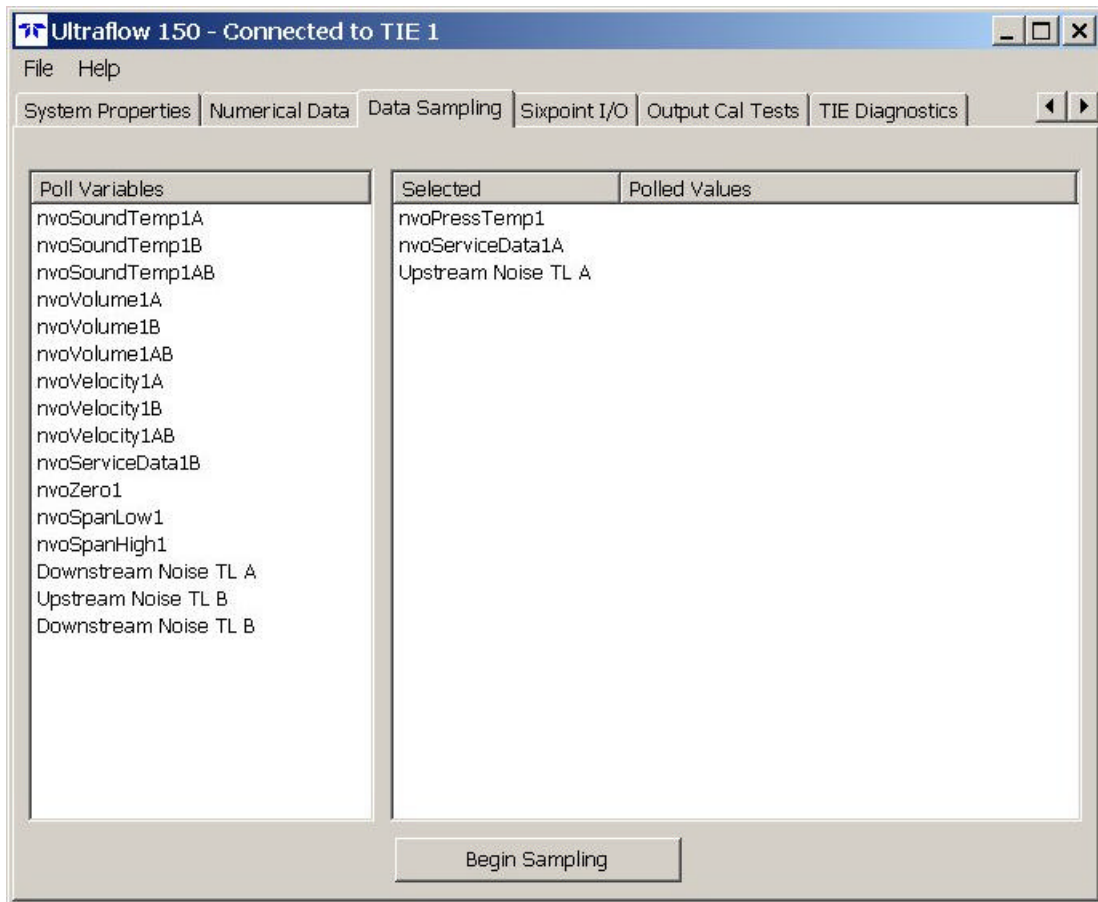 Ultraflow 150 - Connected to TIE 1
File Help
System Properties Numerical Data Data Sampling Sixpoint I/O Output Cal Tests TIE Diagnostics
Poll Variables
nvoSoundTemp1A
nvoSoundTemp1B
nvoSoundTemp1AB
nvoVolume1A
nvoVolume1B
nvoVolume1AB
nvoVelocity1A
nvoVelocity1B
nvoVelocity1AB
nvoServiceData1B
nvoZero1
nvoSpanLow1
nvoSpanHigh1
Downstream Noise TL A
Upstream Noise TL B
Downstream Noise TL B
Selected Polled Values
nvoPressTemp1
nvoServiceData1A
Upstream Noise TL A
Begin Sampling